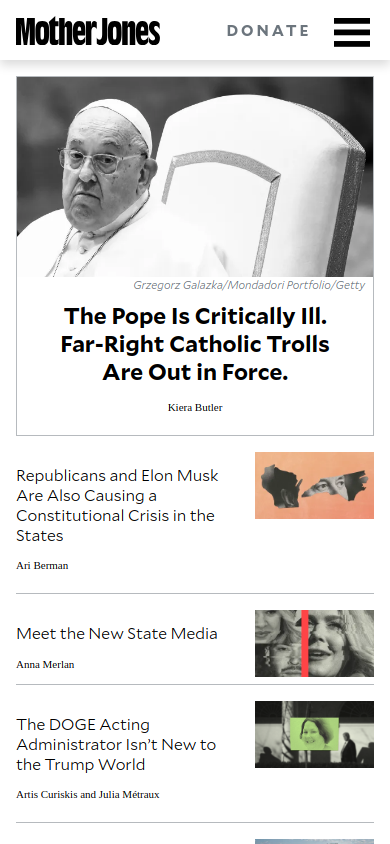 Mother Jones
DONATE
Grzegorz Galazka/Mondadori Portfolio/Getty
The Pope Is Critically Ill.
Far-Right Catholic Trolls
Are Out in Force.
Kiera Butler
Republicans and Elon Musk
Are Also Causing a
Constitutional Crisis in the
States
Ari Berman
Meet the New State Media
Anna Merlan
The DOGE Acting
Administrator Isn’t New to
the Trump World
Artis Curiskis and Julia Métraux